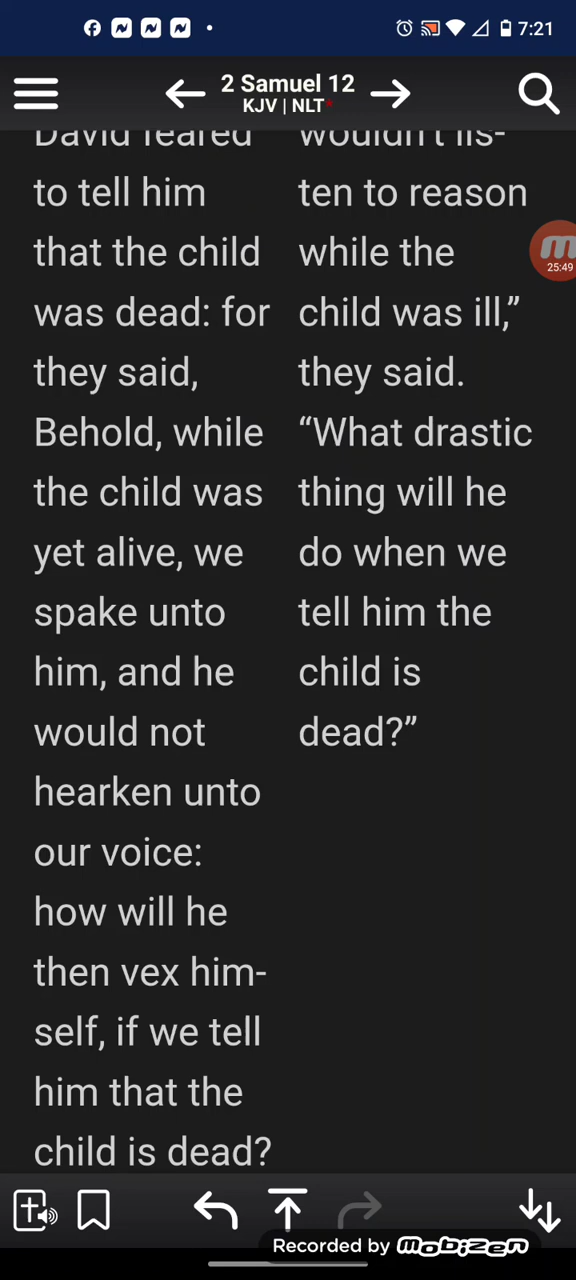 7:21
2 Samuel 12
KJV | NLT*
David feared
to tell him
that the child
was dead: for
they said,
Behold, while
the child was
yet alive, we
spake unto
him, and he
would not
hearken unto
our voice:
how will he
then vex him-
self, if we tell
him that the
child is dead?
wouldn't lis-
ten to reason
while the
child was ill,”
they said.
“What drastic
thing will he
do when we
tell him the
child is
dead?”
25:49
Recorded by mobizen